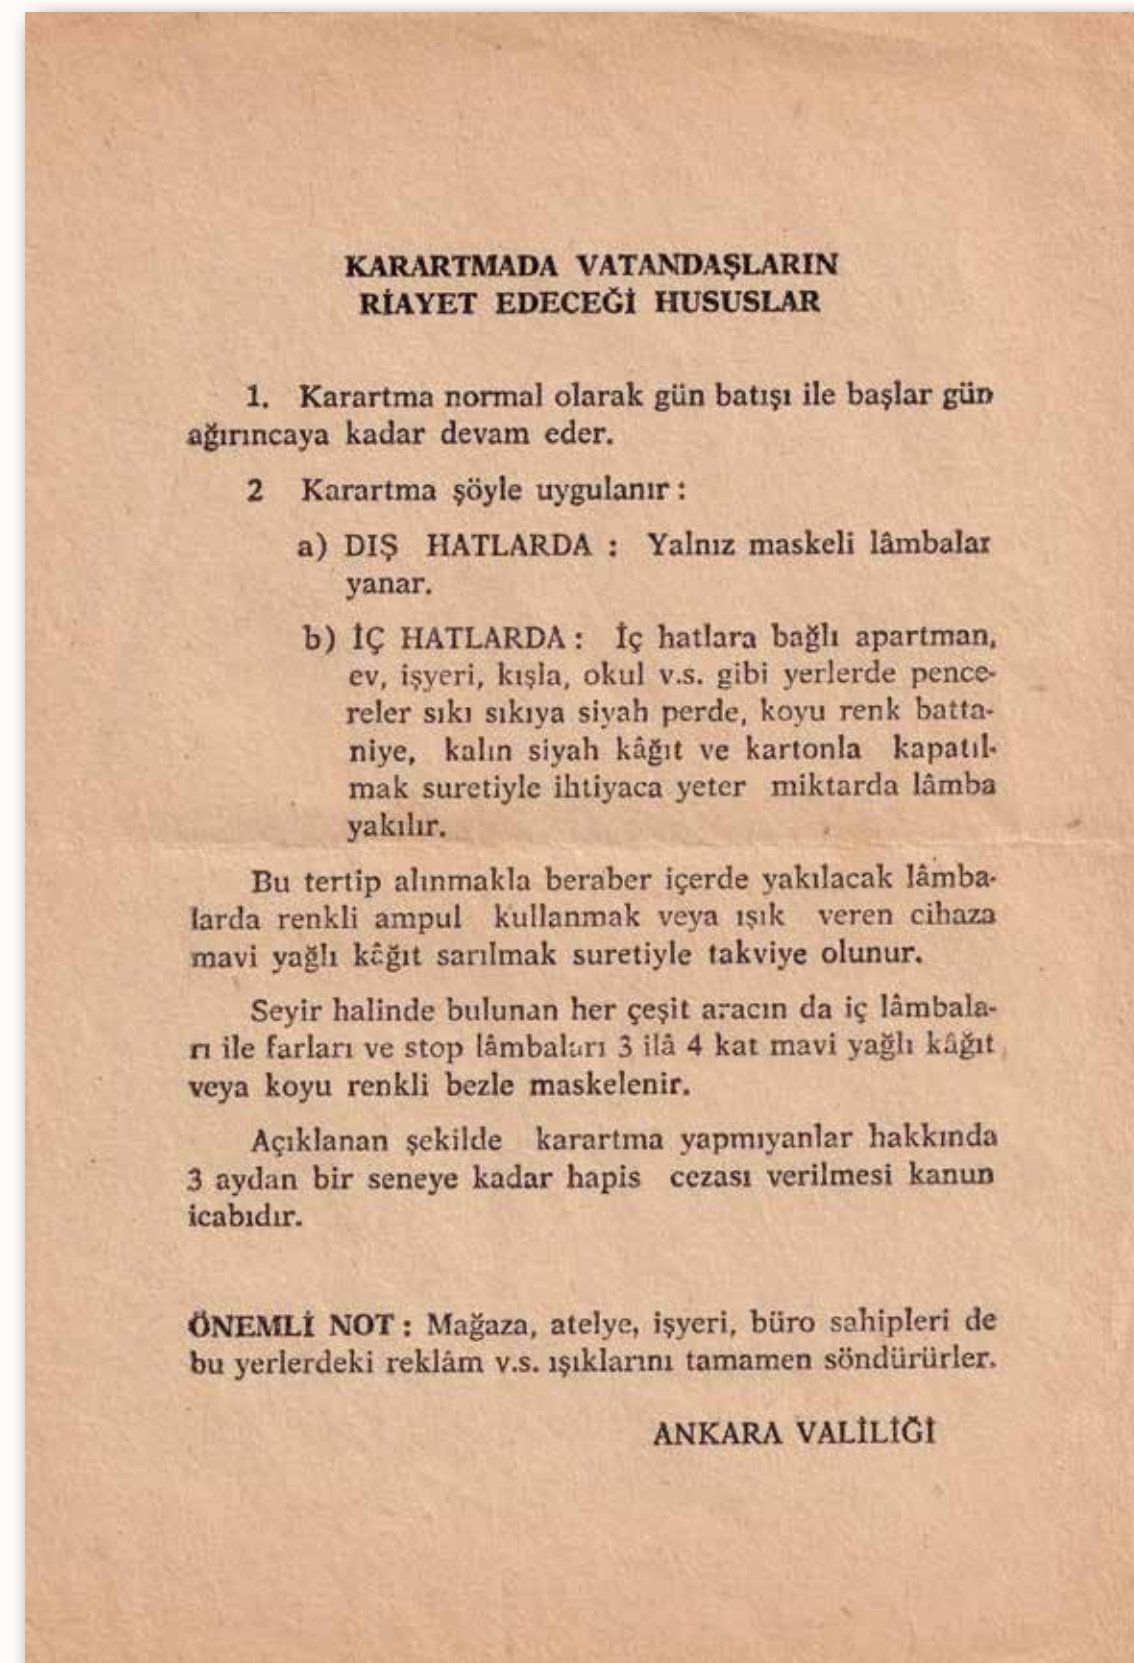 KARARTMADA VATANDAŞLARIN
RİAYET EDECEĞİ HUSUSLAR
1. Karartma normal olarak gün batışı ile başlar gün
ağırıncaya kadar devam eder.
2 Karartma şöyle uygulanır :
a) DIŞ HATLARDA : Yalnız maskeli lâmbalar
yanar.
b) İÇ HATLARDA : İç hatlara bağlı apartman,
ev, işyeri, kışla, okul v.s. gibi yerlerde pence-
reler sıkı sıkıya siyah perde, koyu renk batta-
niye, kalın siyah kâğıt ve kartonla kapatıl-
mak suretiyle ihtiyaca yeter miktarda lâmba
yakılır.
Bu tertip alınmakla beraber içerde yakılacak lâmba-
larda renkli ampul kullanmak veya ışık veren cihaza
mavi yağlı kâğıt sarılmak suretiyle takviye olunur.
Seyir halinde bulunan her çeşit aracın da iç lâmbala-
rı ile farları ve stop lâmbaları 3 ilâ 4 kat mavi yağlı kâğıt
veya koyu renkli bezle maskelenir.
Açıklanan şekilde karartma yapmıyanlar hakkında
3 aydan bir seneye kadar hapis cezası verilmesi kanun
icabıdır.
ÖNEMLİ NOT : Mağaza, atelye, işyeri, büro sahipleri de
bu yerlerdeki reklâm v.s. ışıklarını tamamen söndürürler.
ANKARA VALİLİĞİ